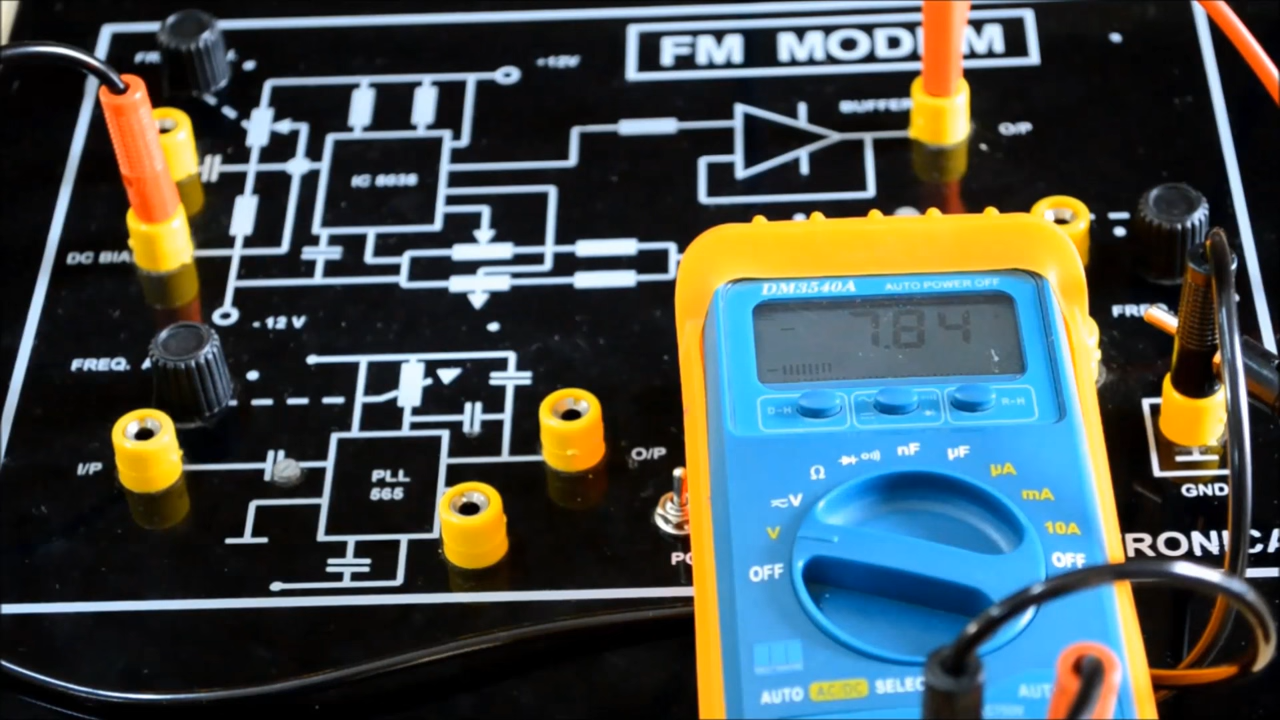 FM MODEM
+12V
BUFFER
O/P
IC 8038
DC BIA
- 12 V
FREQ. A
I/P
PLL
565
O/P
FRE
GND
RONICA
DM3540A
AUTO POWER OFF
- 7.84
D-H
R-H
Ω
nF
µF
µA
mA
10A
OFF
V
V
OFF
AUTO AC/DC SELEC